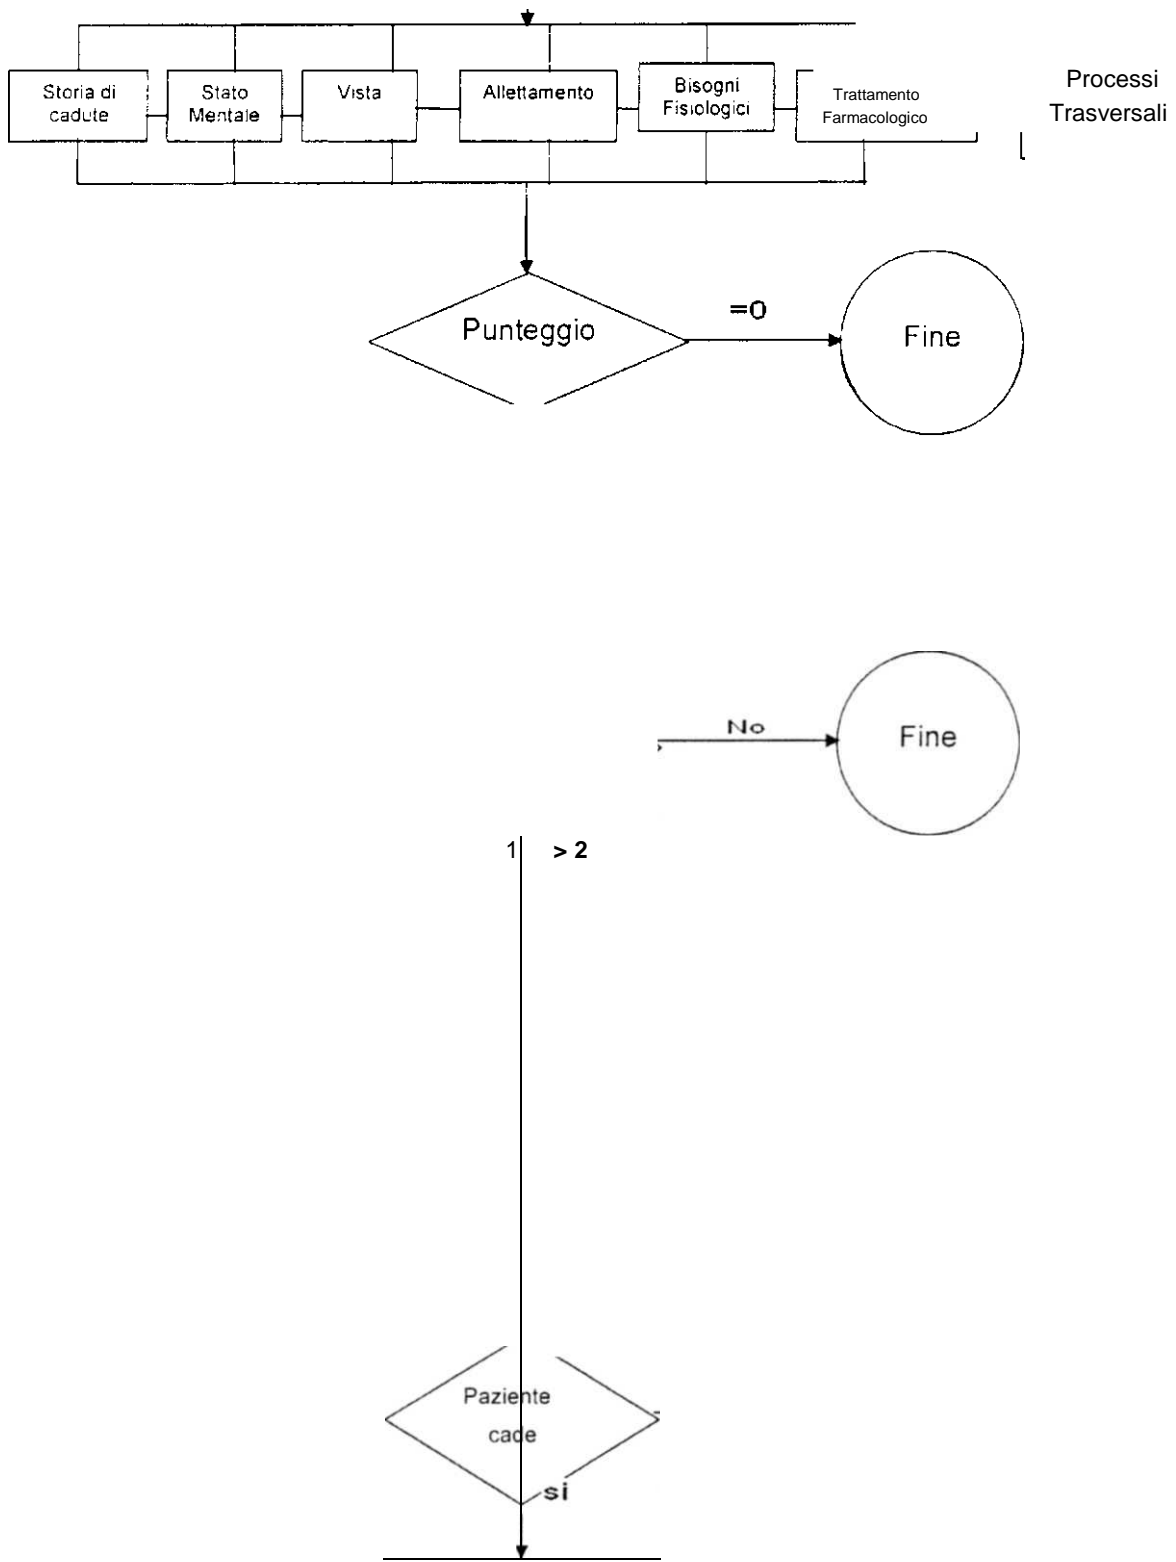 Storia di
cadute
Stato
Mentale
Vista
Allettamento
Bisogni
Fisiologici
Trattamento
Farmacologico
Processi
Trasversali
Punteggio
=0
Fine
No
Fine
1 > 2
Paziente
cade
si